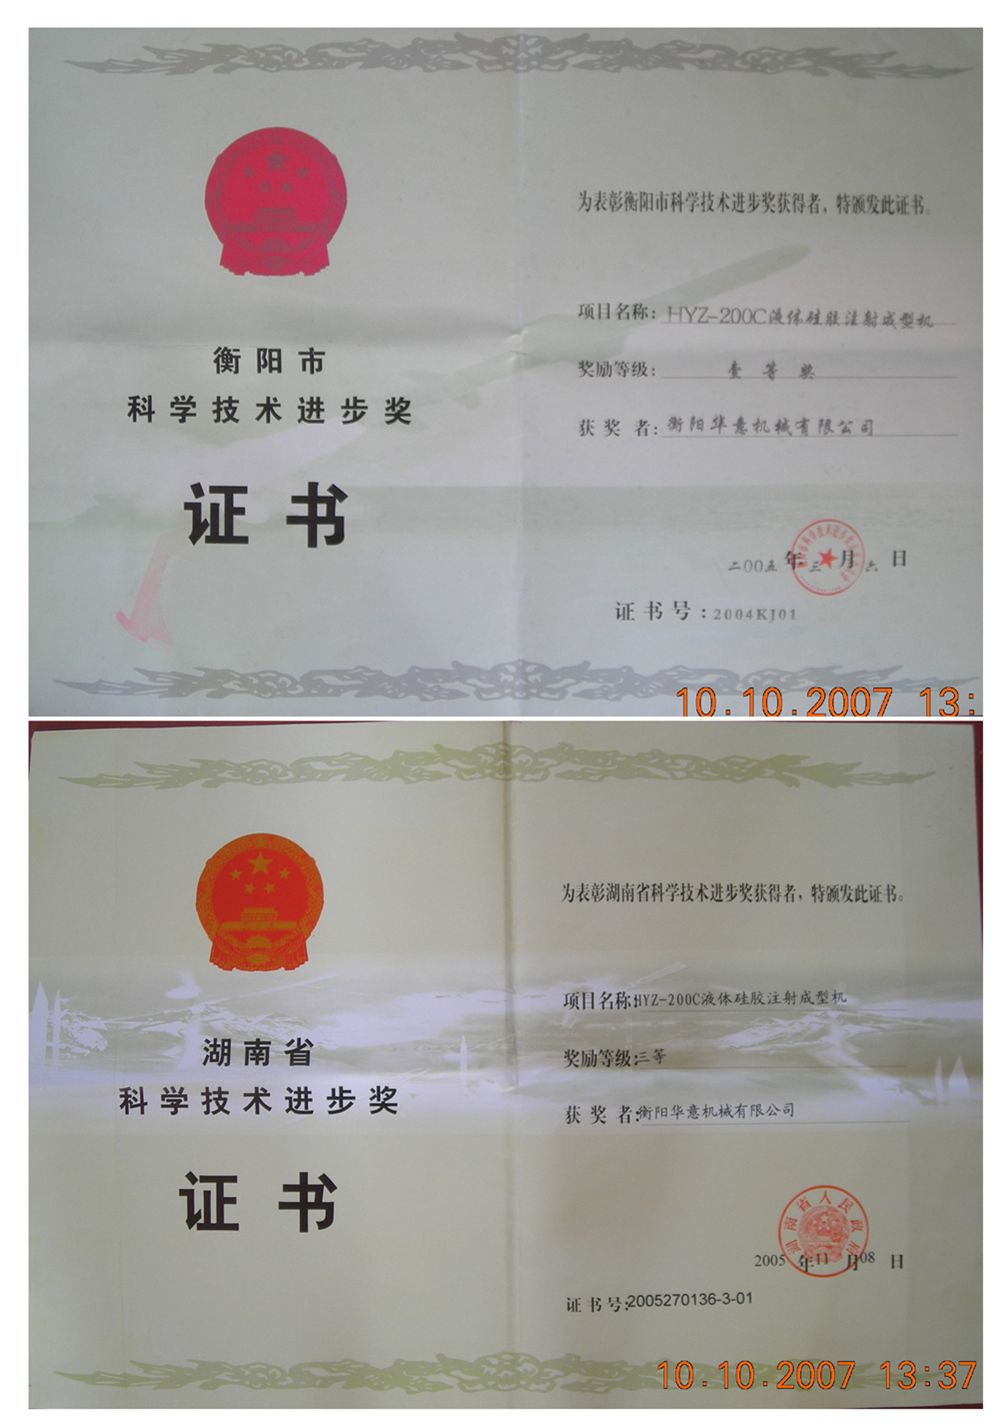 衡阳市
科学技术进步奖
证书
为表彰衡阳市科学技术进步奖获得者，特颁发此证书。
项目名称：HYZ-200C液体硅胶注射成型机
奖励等级：壹等奖
获奖者：衡阳华意机械有限公司
二00五年三月六日
证书号：2004KJ01
10.10.2007 13:
湖南省
科学技术进步奖
证书
为表彰湖南省科学技术进步奖获得者，特颁发此证书。
项目名称：HYZ-200C液体硅胶注射成型机
奖励等级：三等
获奖者：衡阳华意机械有限公司
湖南省人民政府
2005年11月08日
证书号：2005270136-3-01
10.10.2007 13:37